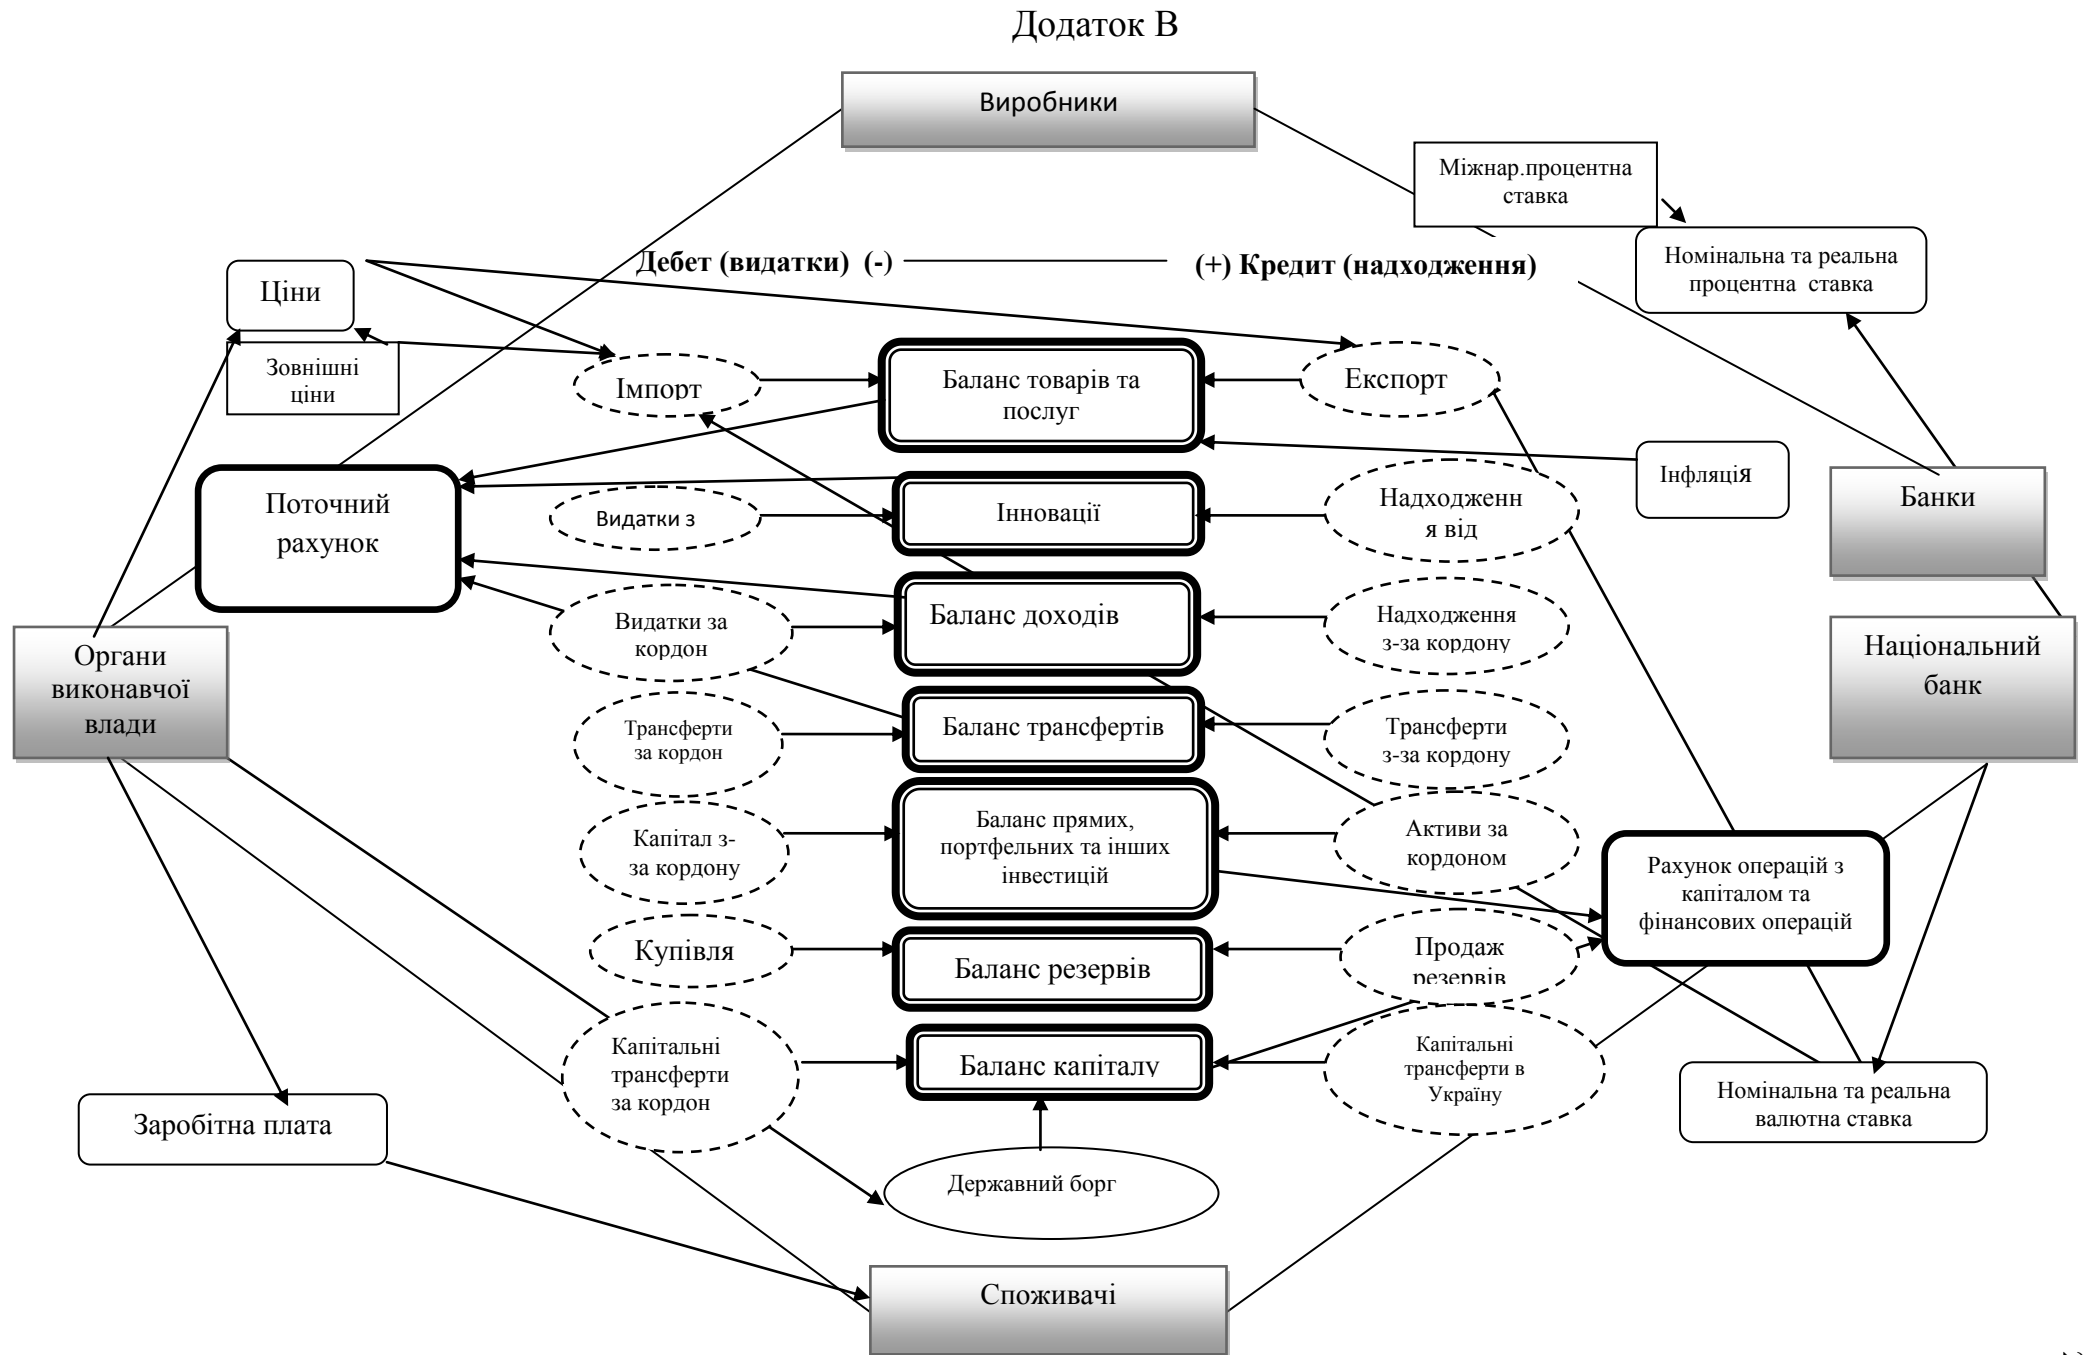 Додаток В
Виробники
Міжнар.процентна
ставка
Номінальна та реальна
процентна ставка
Дебет (видатки) (-)
(+) Кредит (надходження)
Ціни
Зовнішні
ціни
Імпорт
Баланс товарів та
послуг
Експорт
Інфляція
Банки
Поточний
рахунок
Видатки з
Інновації
Надходженн
я від
Органи
виконавчої
влади
Видатки за
кордон
Баланс доходів
Надходження
з-за кордону
Національний
банк
Трансферти
за кордон
Баланс трансфертів
Трансферти
з-за кордону
Капітал з-
за кордону
Баланс прямих,
портфельних та інших
інвестицій
Активи за
кордоном
Рахунок операцій з
капіталом та
фінансових операцій
Купівля
Баланс резервів
Продаж
резервів
Капітальні
трансферти
за кордон
Баланс капіталу
Капітальні
трансферти в
Україну
Номінальна та реальна
валютна ставка
Заробітна плата
Державний борг
Споживачі